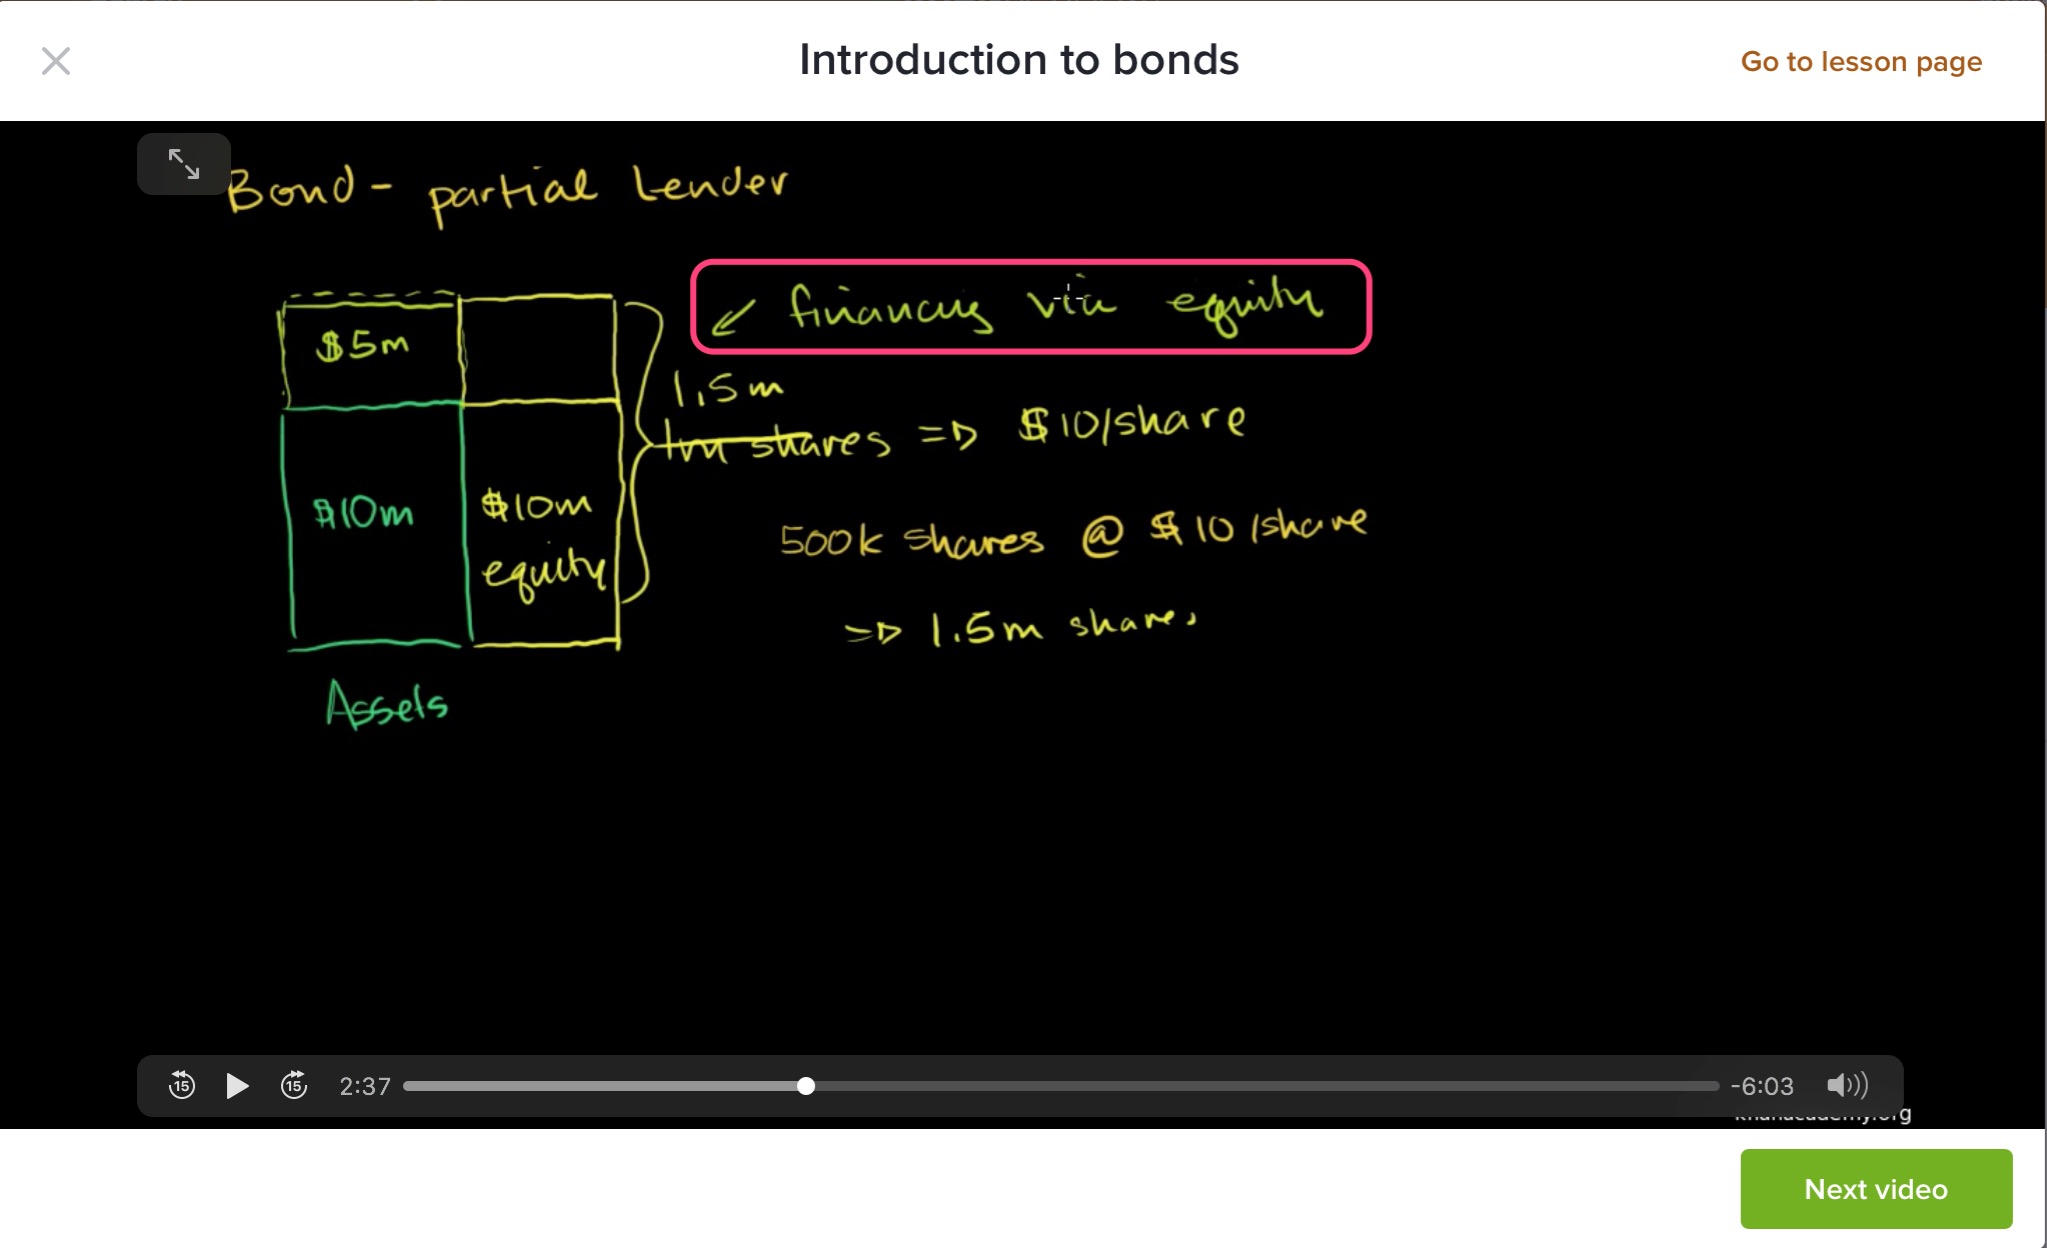 Introduction to bonds
Go to lesson page
Bond - partial lender
financing via equity
$5m
1.5m
1m shares => $10/share
$10m
$10m
equity
500k shares @ $10/share
=> 1.5m shares
Assets
15
15
2:37
-6:03
khanacademy.org
Next video